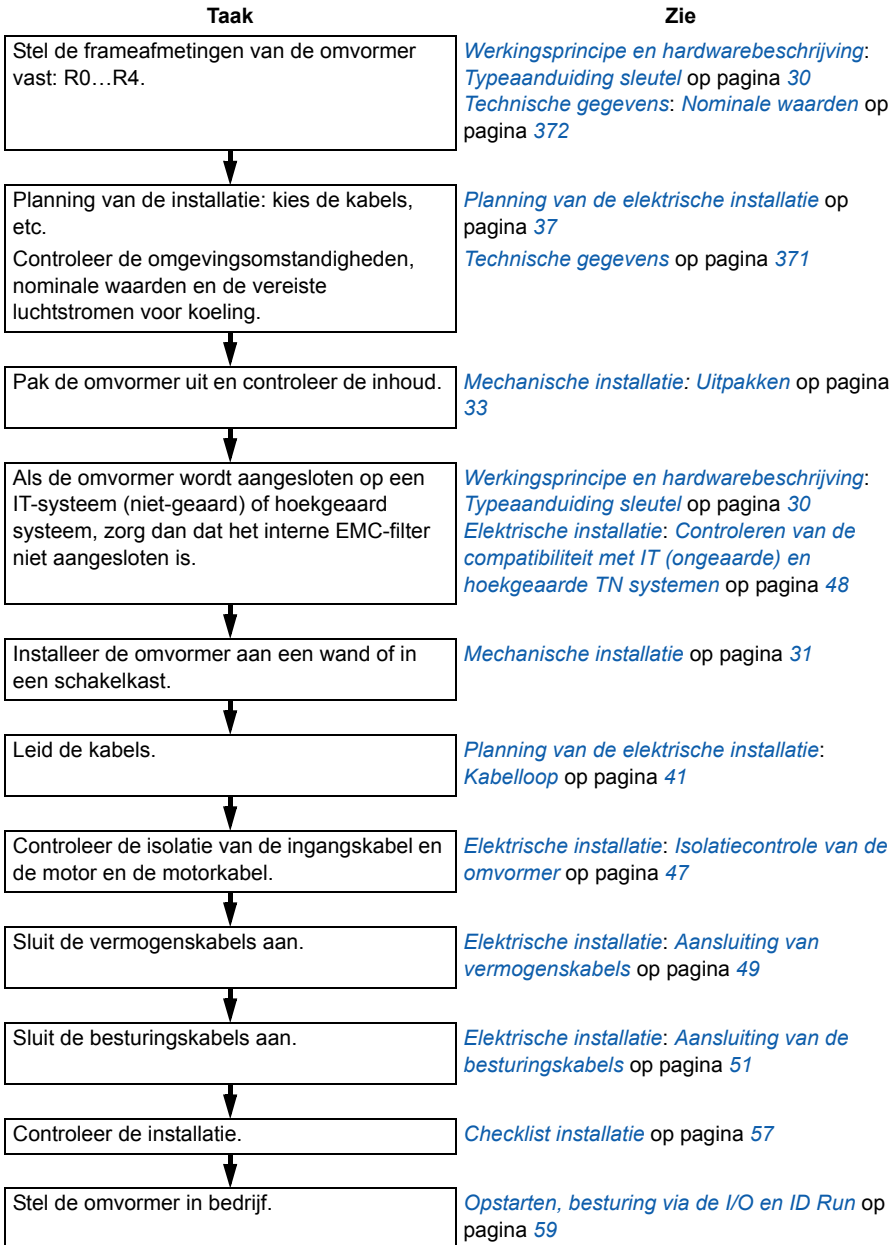 Taak
Zie
Stel de frameafmetingen van de omvormer
vast: R0…R4.
Werkingsprincipe en hardwarebeschrijving:
Typeaanduiding sleutel op pagina 30
Technische gegevens: Nominale waarden op
pagina 372
Planning van de installatie: kies de kabels,
etc.
Controleer de omgevingsomstandigheden,
nominale waarden en de vereiste
luchtstromen voor koeling.
Planning van de elektrische installatie op
pagina 37
Technische gegevens op pagina 371
Pak de omvormer uit en controleer de inhoud.
Mechanische installatie: Uitpakken op pagina
33
Als de omvormer wordt aangesloten op een
IT-systeem (niet-geaard) of hoekgeaard
systeem, zorg dan dat het interne EMC-filter
niet aangesloten is.
Werkingsprincipe en hardwarebeschrijving:
Typeaanduiding sleutel op pagina 30
Elektrische installatie: Controleren van de
compatibiliteit met IT (ongeaarde) en
hoekgeaarde TN systemen op pagina 48
Installeer de omvormer aan een wand of in
een schakelkast.
Mechanische installatie op pagina 31
Leid de kabels.
Planning van de elektrische installatie:
Kabelloop op pagina 41
Controleer de isolatie van de ingangskabel en
de motor en de motorkabel.
Elektrische installatie: Isolatiecontrole van de
omvormer op pagina 47
Sluit de vermogenskabels aan.
Elektrische installatie: Aansluiting van
vermogenskabels op pagina 49
Sluit de besturingskabels aan.
Elektrische installatie: Aansluiting van de
besturingskabels op pagina 51
Controleer de installatie.
Checklist installatie op pagina 57
Stel de omvormer in bedrijf.
Opstarten, besturing via de I/O en ID Run op
pagina 59